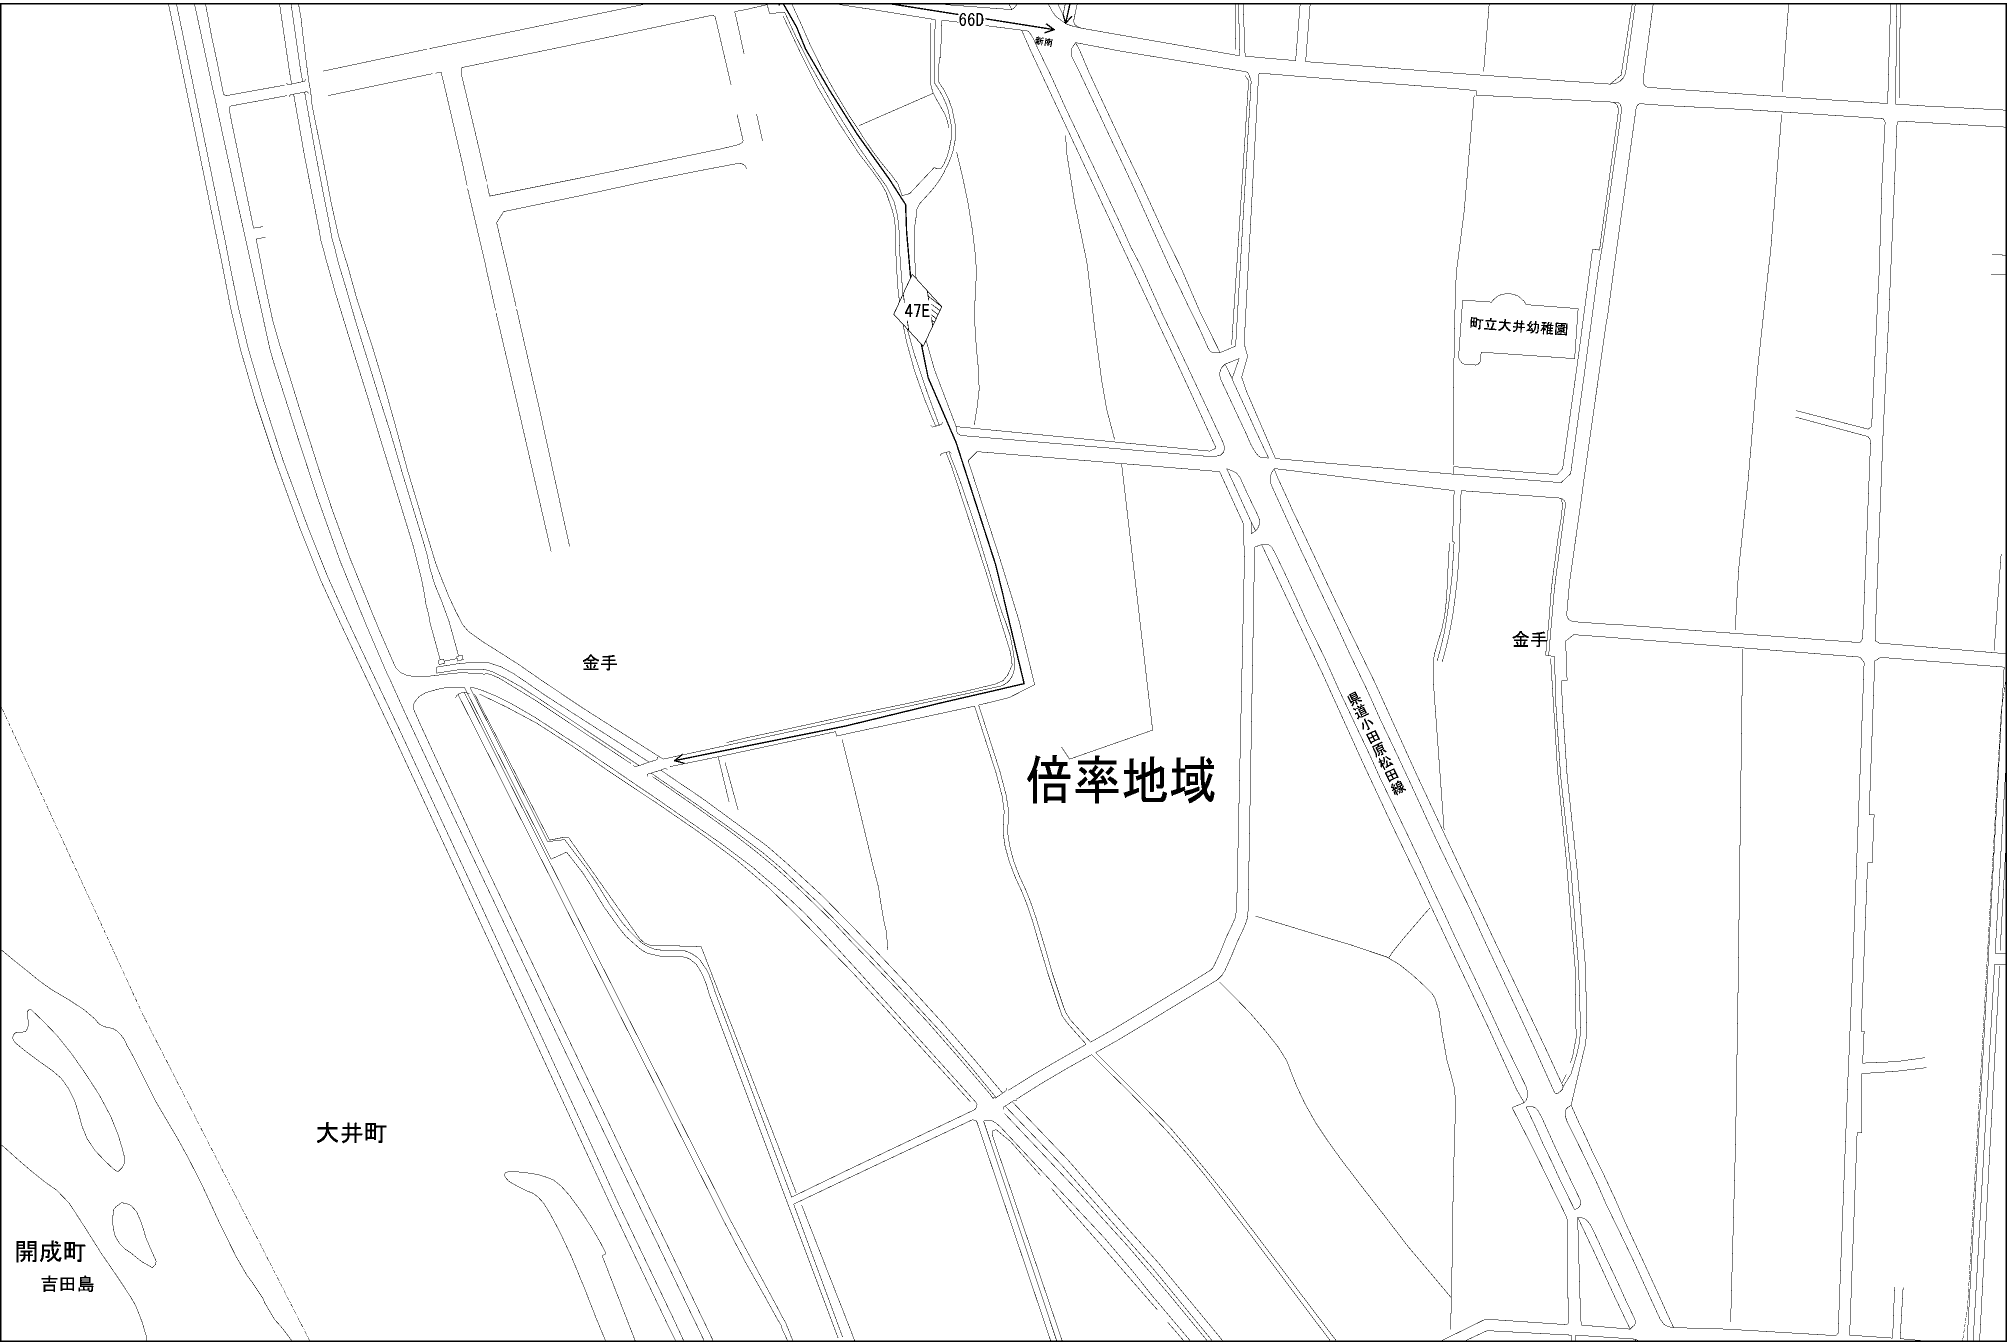 66D
新南
47E
町立大井幼稚園
金手
金手
県道小田原松田線
倍率地域
大井町
開成町
吉田島